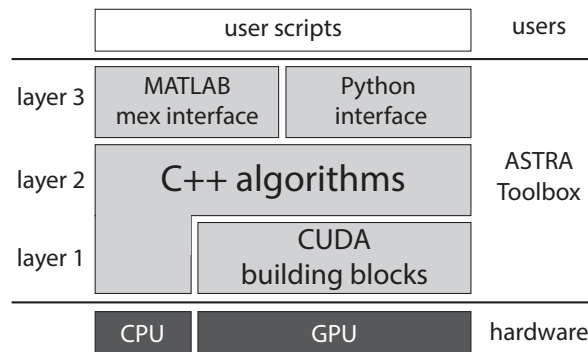 user scripts
users
layer 3
MATLAB
mex interface
Python
interface
layer 2
C++ algorithms
ASTRA
Toolbox
layer 1
CUDA
building blocks
CPU
GPU
hardware